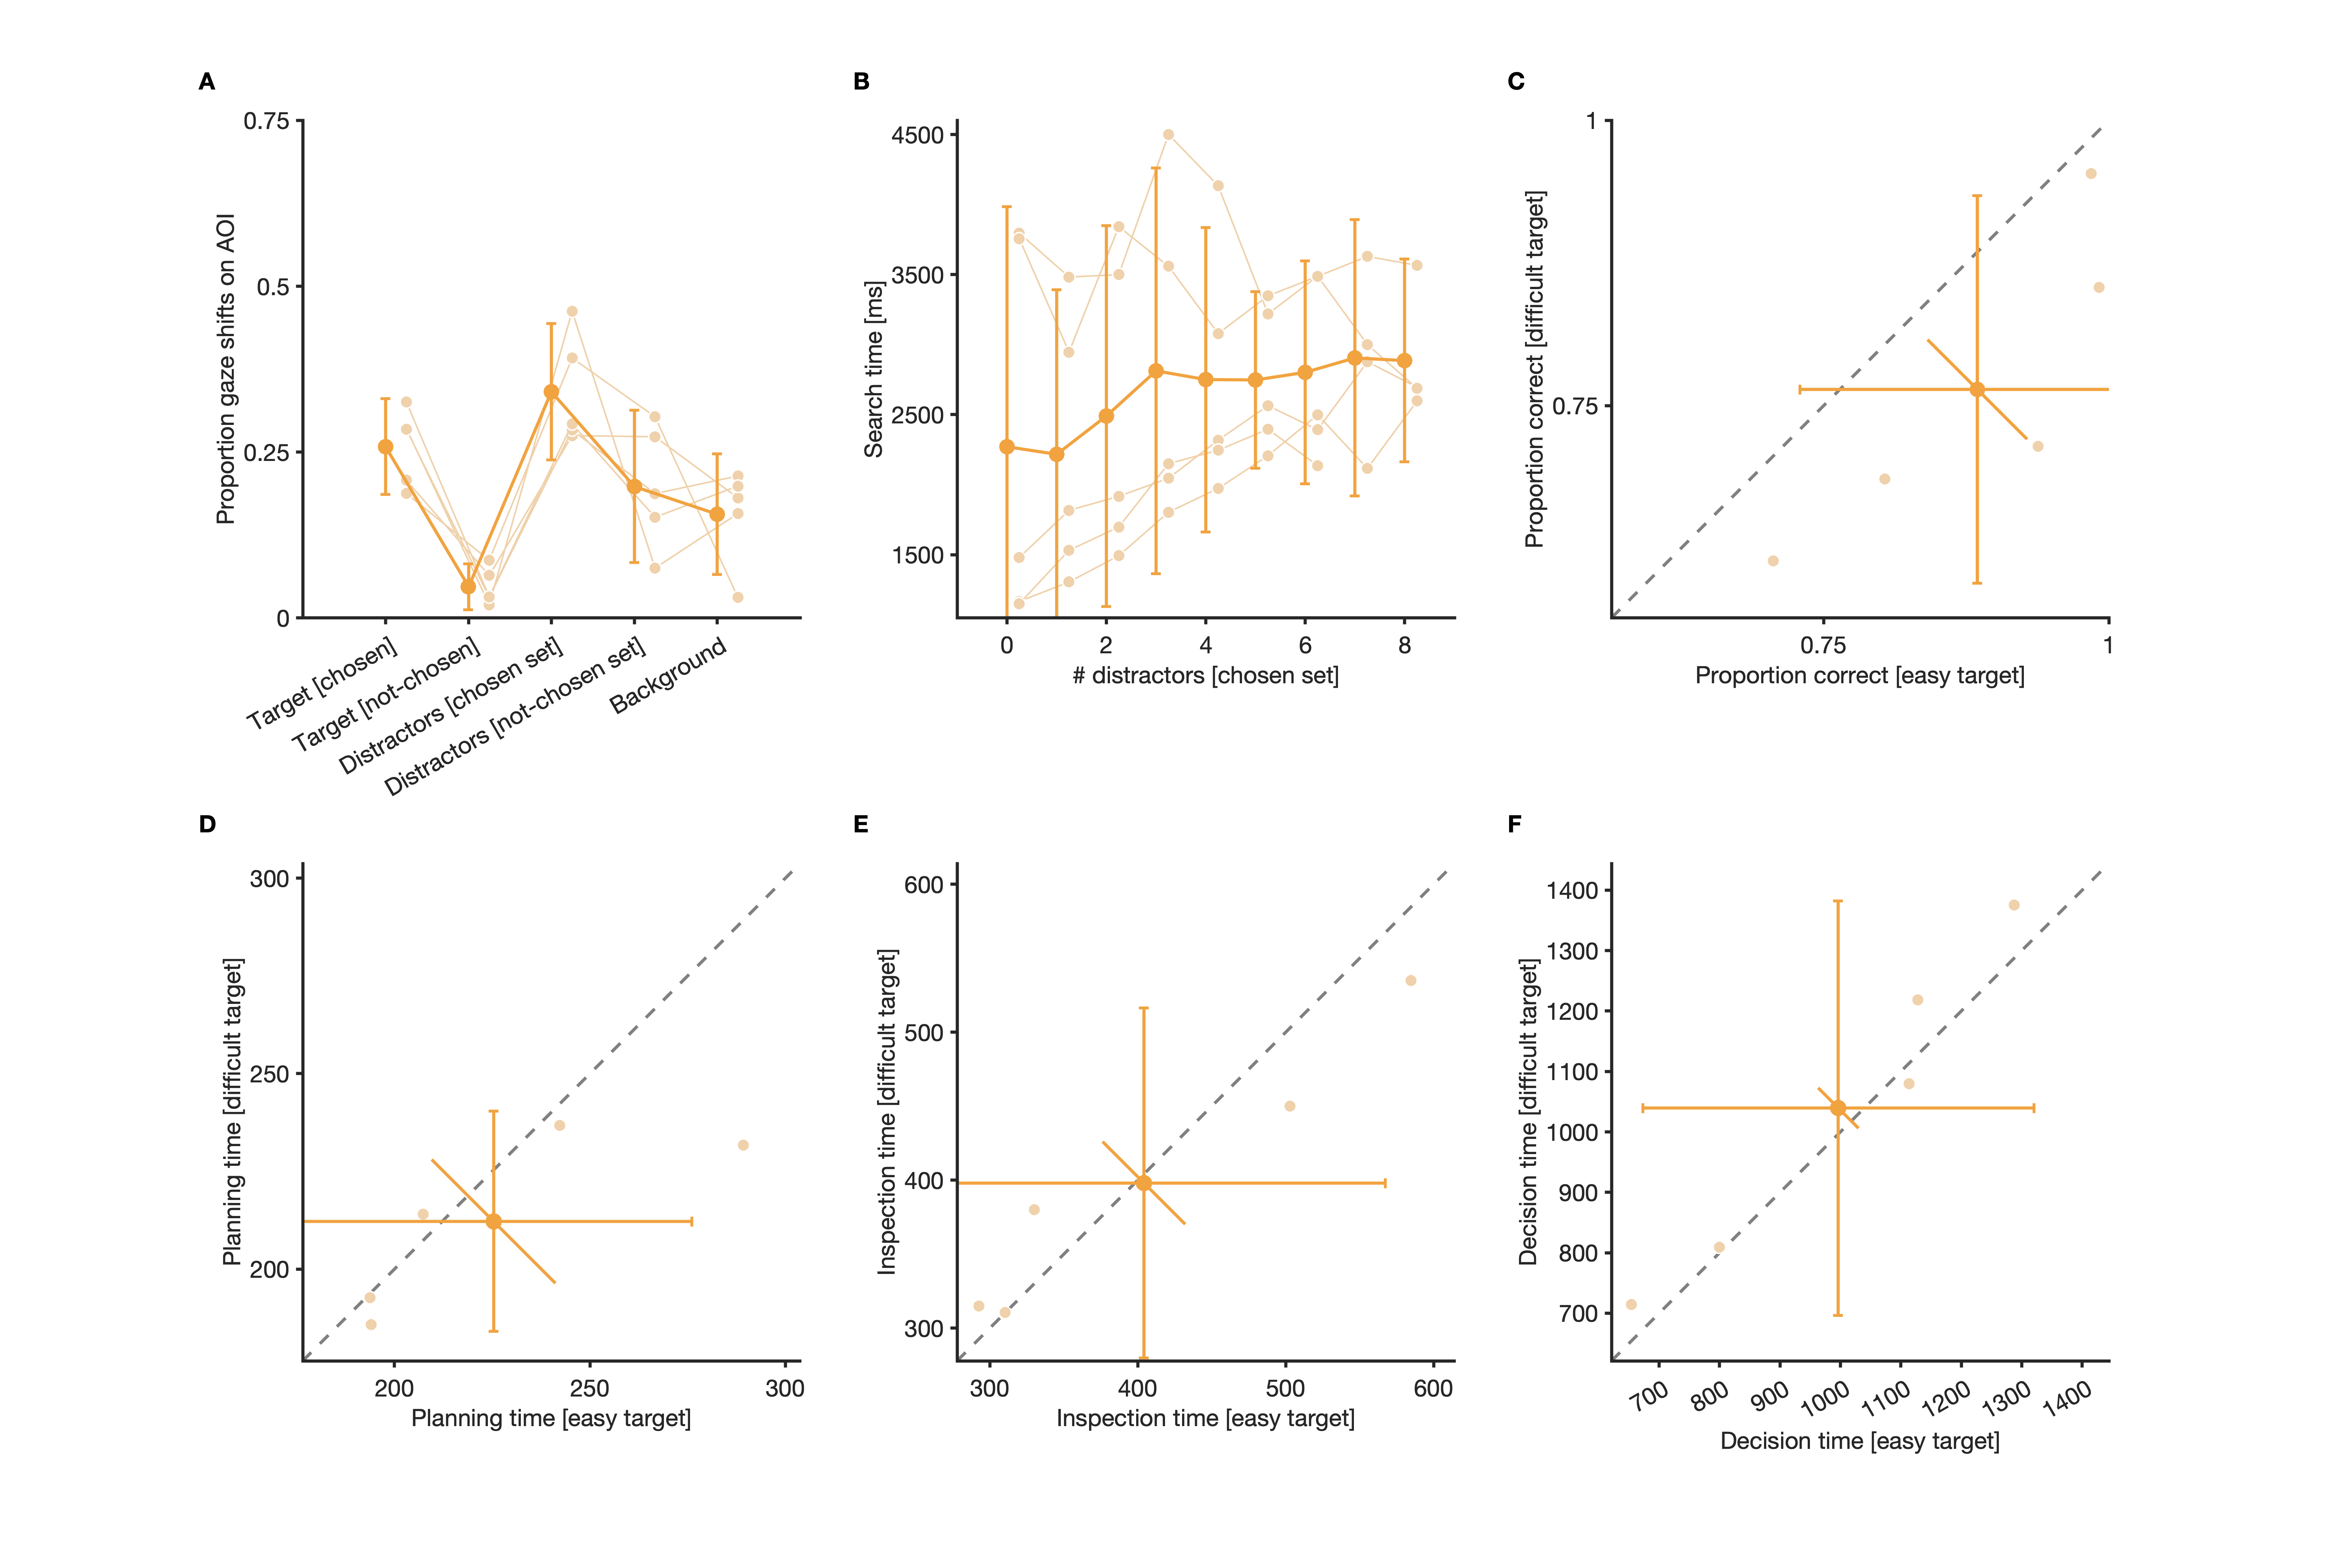 A
0.75
0.5
0.25
0
Proportion gaze shifts on AOI
Target [chosen]
Target [not-chosen]
Distractors [chosen set]
Distractors [not-chosen set]
Background
B
4500
3500
2500
1500
Search time [ms]
0 2 4 6 8
# distractors [chosen set]
C
1
0.75
Proportion correct [difficult target]
0.75 1
Proportion correct [easy target]
D
300
250
200
Planning time [difficult target]
200 250 300
Planning time [easy target]
E
600
500
400
300
Inspection time [difficult target]
300 400 500 600
Inspection time [easy target]
F
1400
1300
1200
1100
1000
900
800
700
Decision time [difficult target]
700 800 900 1000 1100 1200 1300 1400
Decision time [easy target]